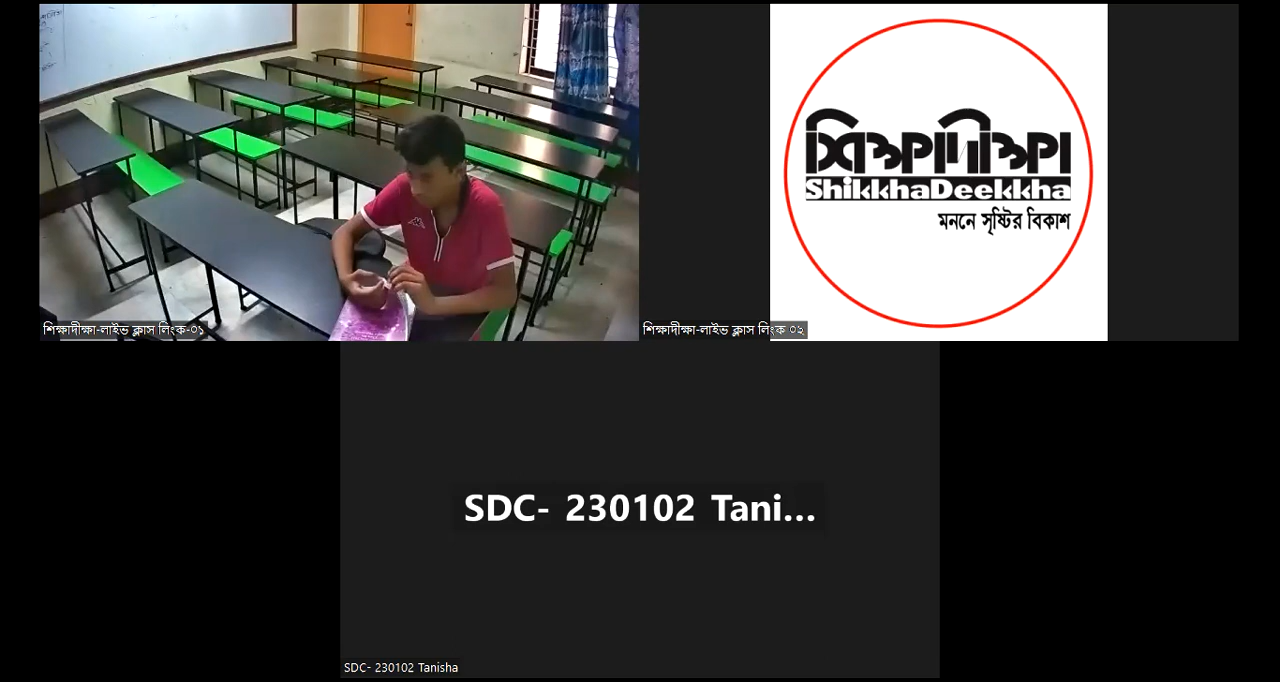 শিক্ষাদীক্ষা-লাইভ ক্লাস লিংক-০১
শিক্ষাদীক্ষা
ShikkhaDeekkha
মননে সৃষ্টির বিকাশ
শিক্ষাদীক্ষা-লাইভ ক্লাস লিংক ০২
SDC- 230102 Tani...
SDC- 230102 Tanisha